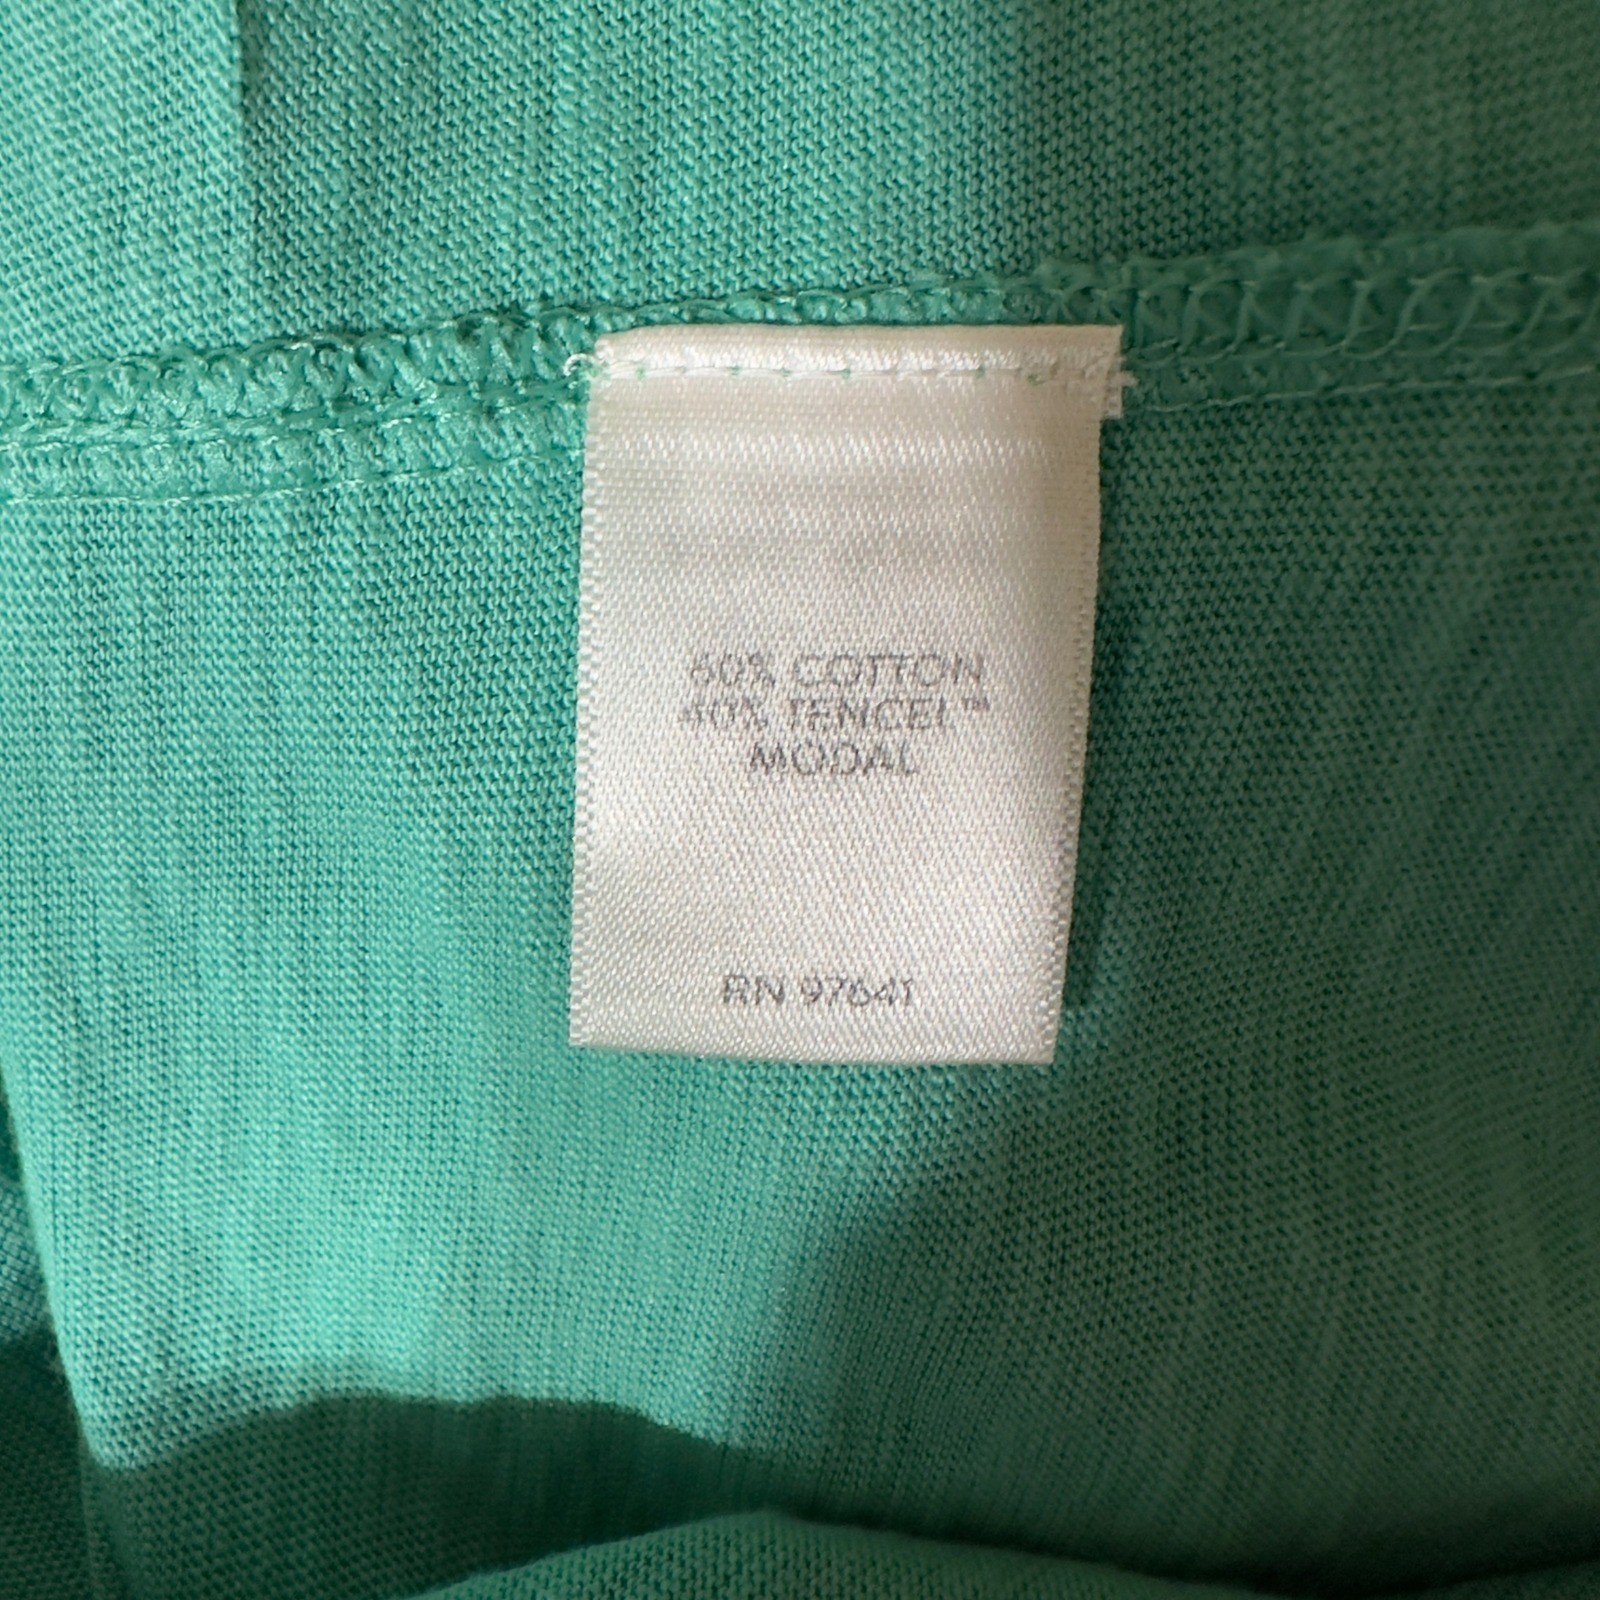 60% COTTON
40% TENCEL™
MODAL
RN 97641